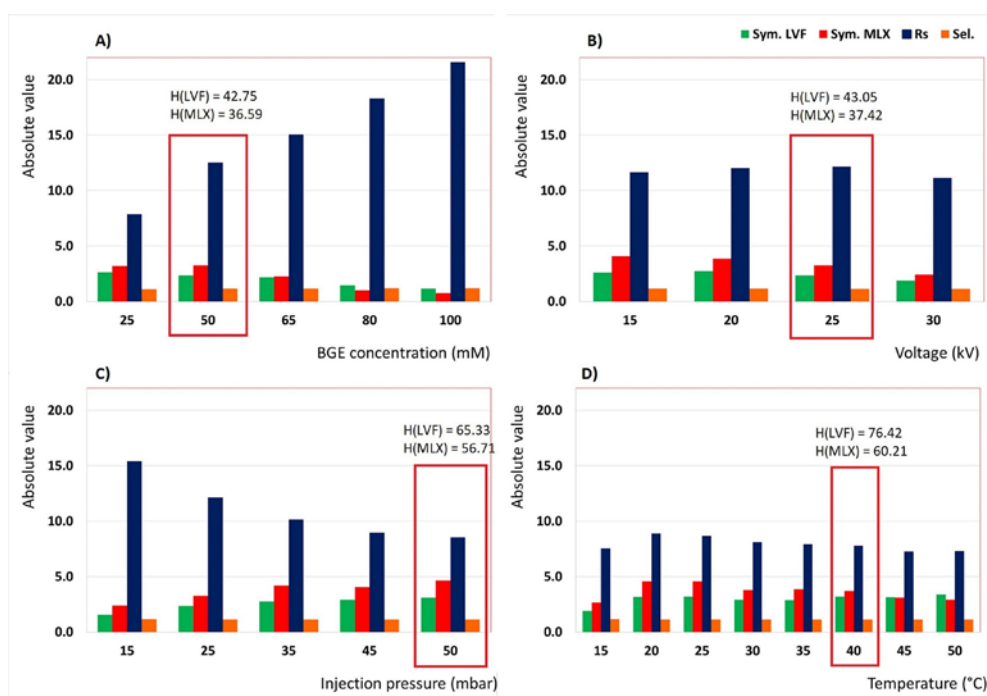 A)
H(LVF) = 42.75
H(MLX) = 36.59
Absolute value
20.0
15.0
10.0
5.0
0.0
25 50 65 80 100
BGE concentration (mM)
B)
Sym. LVF Sym. MLX Rs Sel.
H(LVF) = 43.05
H(MLX) = 37.42
Absolute value
20.0
15.0
10.0
5.0
0.0
15 20 25 30
Voltage (kV)
C)
H(LVF) = 65.33
H(MLX) = 56.71
Absolute value
20.0
15.0
10.0
5.0
0.0
15 25 35 45 50
Injection pressure (mbar)
D)
H(LVF) = 76.42
H(MLX) = 60.21
Absolute value
20.0
15.0
10.0
5.0
0.0
15 20 25 30 35 40 45 50
Temperature (°C)